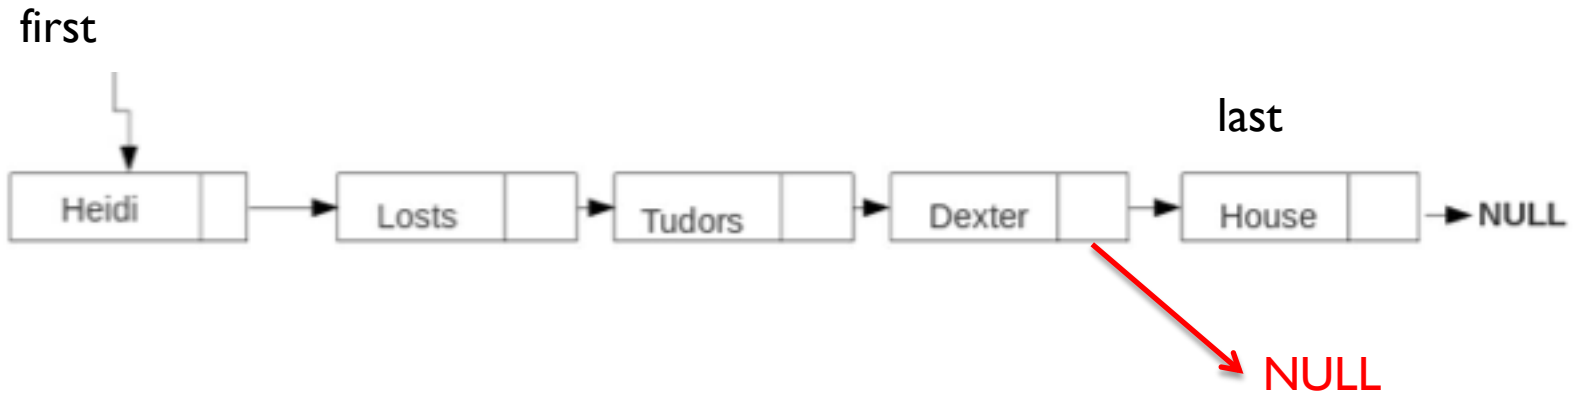 first
last
Heidi
Losts
Tudors
Dexter
House
NULL
NULL